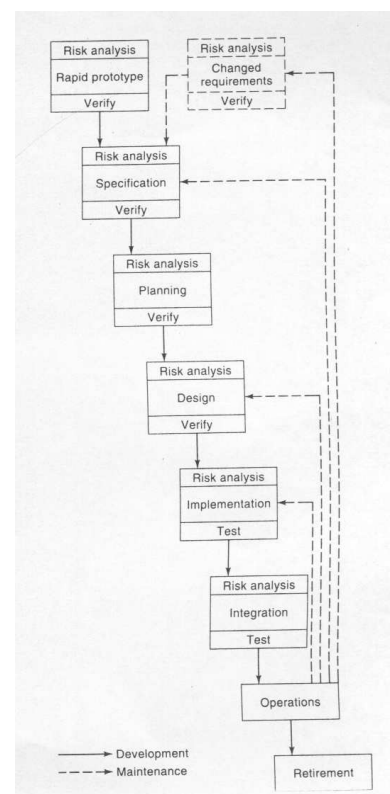 Risk analysis
Rapid prototype
Verify
Risk analysis
Changed
requirements
Verify
Risk analysis
Specification
Verify
Risk analysis
Planning
Verify
Risk analysis
Design
Verify
Risk analysis
Implementation
Test
Risk analysis
Integration
Test
Operations
Development
Maintenance
Retirement